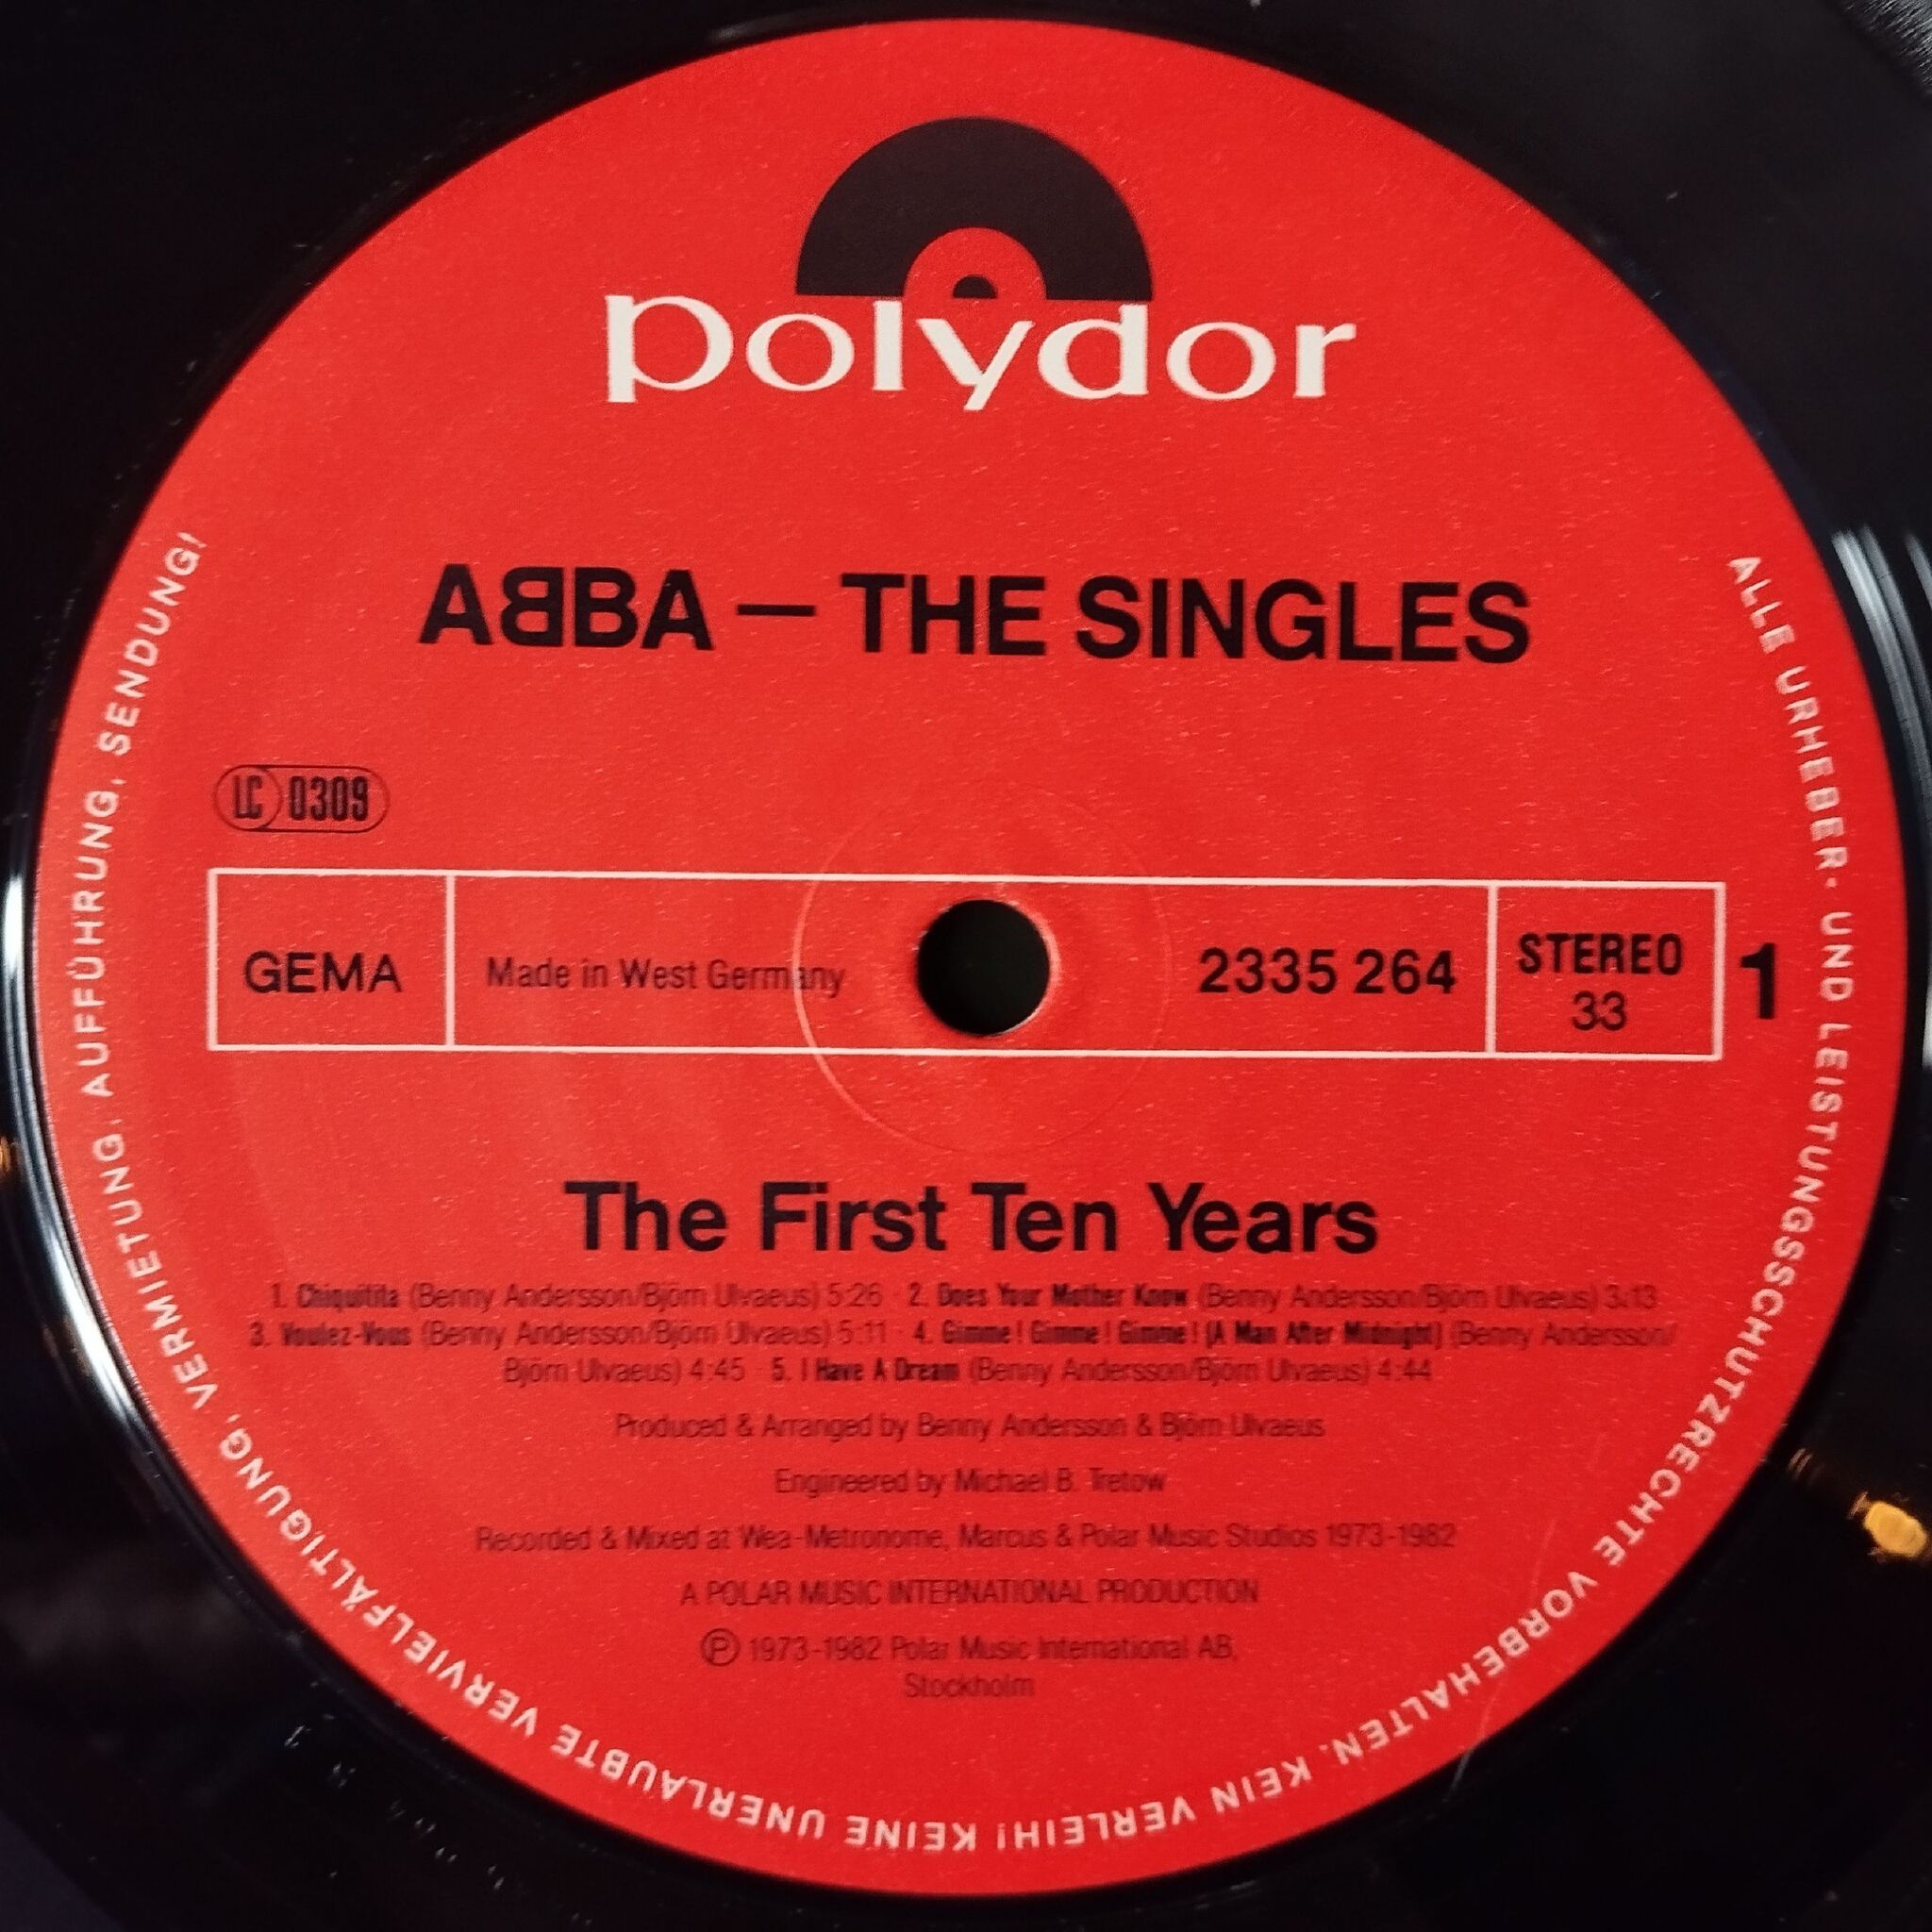 polydor
ABBA — THE SINGLES
LC 0309
GEMA
Made in West Germany
2335 264
STEREO
33
1
The First Ten Years
1. Chiquitita (Benny Andersson/Björn Ulvaeus) 5:26 · 2. Does Your Mother Know (Benny Andersson/Björn Ulvaeus) 3:13
3. Voulez-Vous (Benny Andersson/Björn Ulvaeus) 5:11 · 4. Gimme! Gimme! Gimme! (A Man After Midnight) (Benny Andersson/
Björn Ulvaeus) 4:45 · 5. I Have A Dream (Benny Andersson/Björn Ulvaeus) 4:44
Produced & Arranged by Benny Andersson & Björn Ulvaeus
Engineered by Michael B. Tretow
Recorded & Mixed at Wea-Metronome, Marcus & Polar Music Studios 1973-1982
A POLAR MUSIC INTERNATIONAL PRODUCTION
Ⓟ 1973-1982 Polar Music International AB,
Stockholm
ALLE URHEBER- UND LEISTUNGSSCHUTZRECHTE VORBEHALTEN. KEIN VERLEIH! KEINE UNERLAUBTE VERVIELFÄLTIGUNG, VERMIETUNG, AUFFÜHRUNG, SENDUNG!